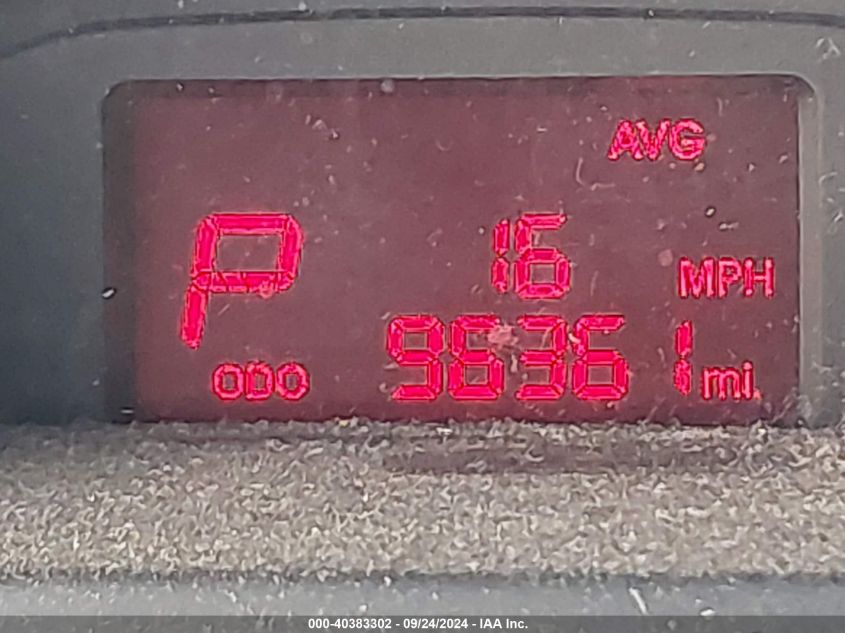 AVG
P 16 MPH
ODO 96361 mi.
000-40383302 - 09/24/2024 - IAA Inc.